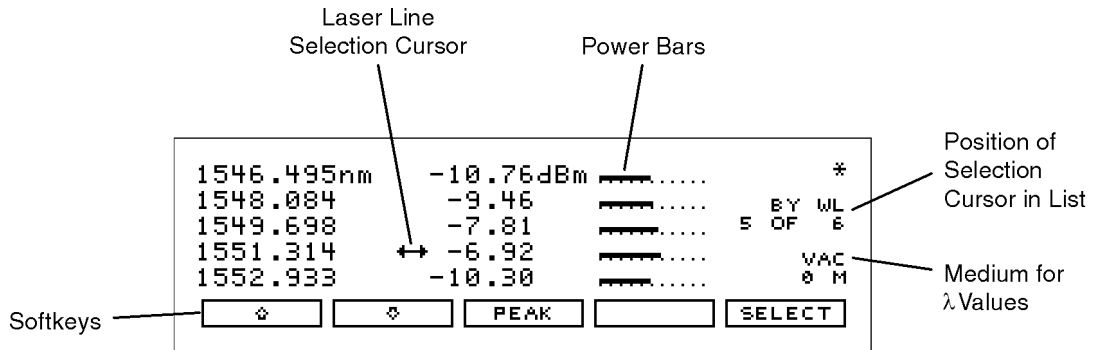 Laser Line
Selection Cursor
Power Bars
1546.495nm -10.76dBm
*
1548.084 -9.46
BY WL
1549.698 -7.81
5 OF 6
1551.314 -6.92
VAC
1552.933 -10.30
0 M
PEAK
SELECT
Position of
Selection
Cursor in List
Medium for
λ Values
Softkeys